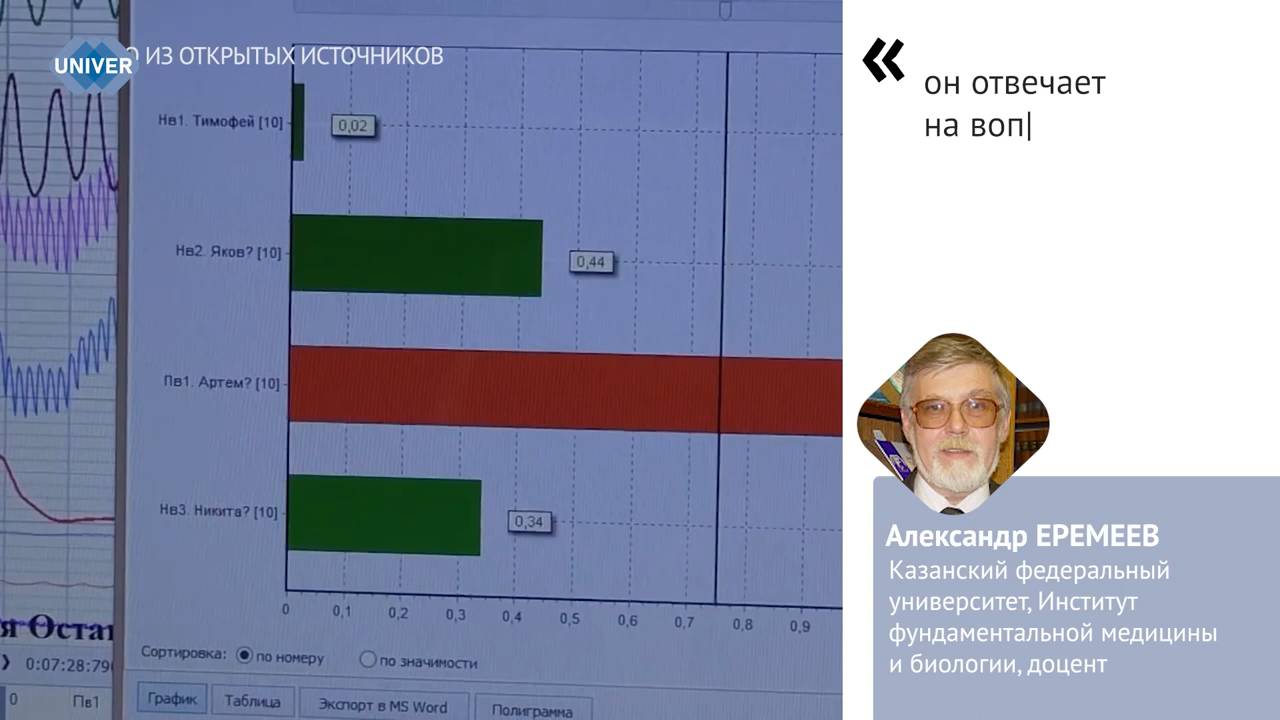 UNIVER
О ИЗ ОТКРЫТЫХ ИСТОЧНИКОВ
Нв1. Тимофей [10]
0,02
Нв2. Яков? [10]
0,44
Пв1. Артем? [10]
Нв3. Никита? [10]
0,34
0 0,1 0,2 0,3 0,4 0,5 0,6 0,7 0,8 0,9
Сортировка: по номеру по значимости
График Таблица Экспорт в MS Word Полиграмма
я Оста
0:07:28:790
0 Пв1
«
он отвечает
на воп|
Александр ЕРЕМЕЕВ
Казанский федеральный
университет, Институт
фундаментальной медицины
и биологии, доцент